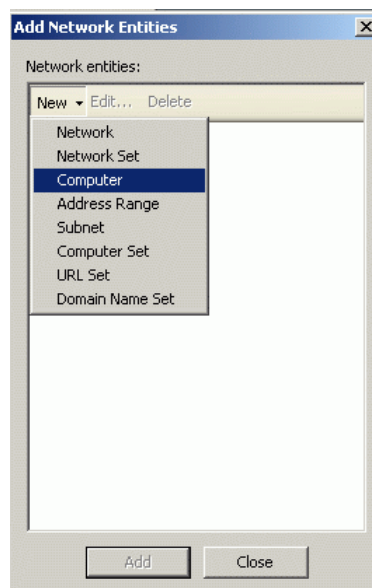 Add Network Entities
Network entities:
New Edit... Delete
Network
Network Set
Computer
Address Range
Subnet
Computer Set
URL Set
Domain Name Set
Add Close